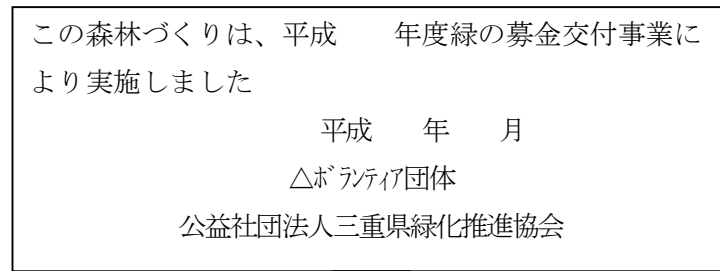 この森林づくりは、平成　　年度緑の募金交付事業に
より実施しました
平成　　年　　月
△ﾎﾞﾗﾝﾃｨｱ団体
公益社団法人三重県緑化推進協会